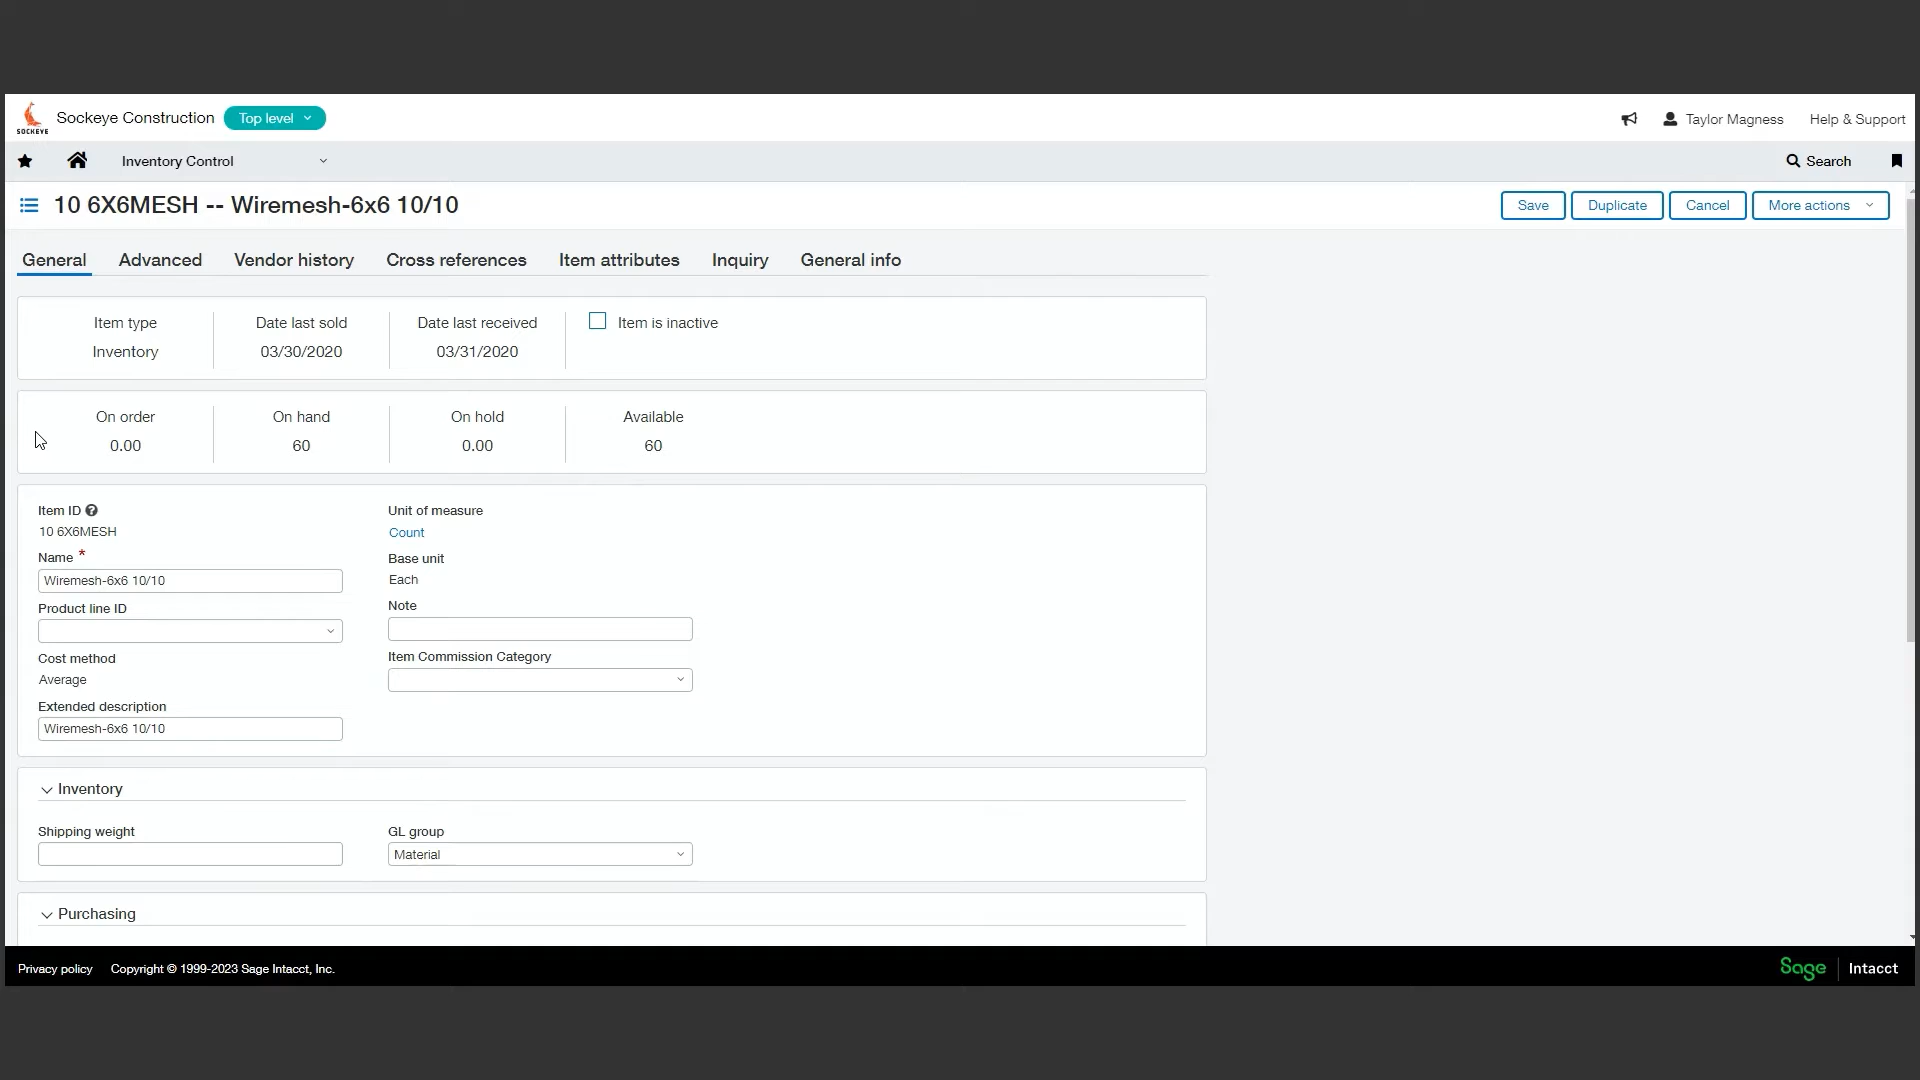 SOCKEYE
Sockeye Construction
Top level
Taylor Magness
Help & Support
Inventory Control
Search
10 6X6MESH -- Wiremesh-6x6 10/10
Save
Duplicate
Cancel
More actions
General
Advanced
Vendor history
Cross references
Item attributes
Inquiry
General info
Item type
Inventory
Date last sold
03/30/2020
Date last received
03/31/2020
Item is inactive
On order
0.00
On hand
60
On hold
0.00
Available
60
Item ID
10 6X6MESH
Name *
Wiremesh-6x6 10/10
Product line ID
Cost method
Average
Extended description
Wiremesh-6x6 10/10
Unit of measure
Count
Base unit
Each
Note
Item Commission Category
Inventory
Shipping weight
GL group
Material
Purchasing
Privacy policy
Copyright © 1999-2023 Sage Intacct, Inc.
Sage
Intacct